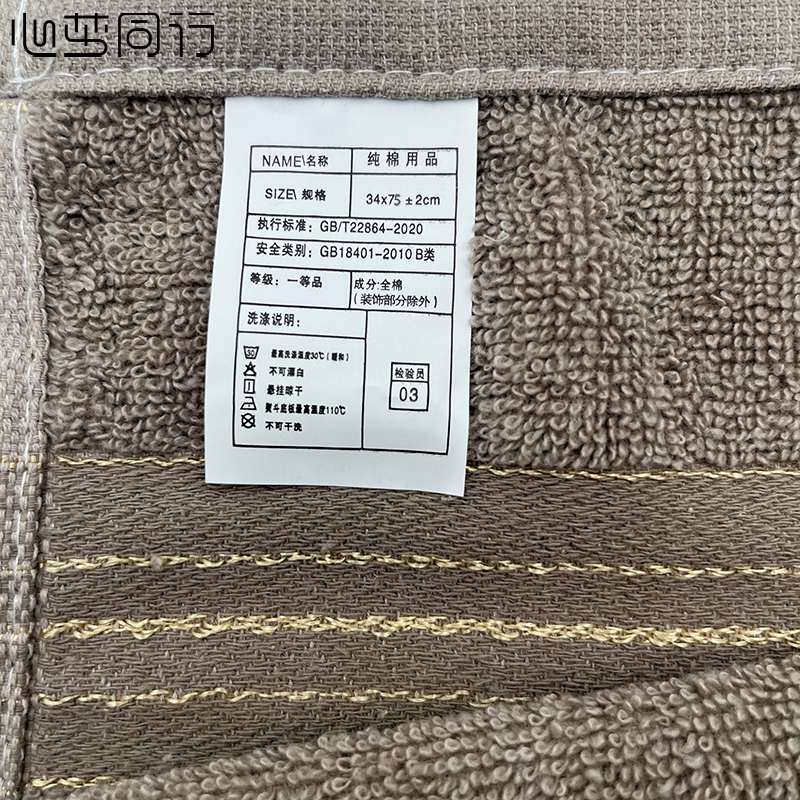 心芏同行
NAME\名称 纯棉用品
SIZE\ 规格 34x75 ±2cm
执行标准: GB/T22864-2020
安全类别: GB18401-2010 B类
等级: 一等品 成分:全棉
(装饰部分除外)
洗涤说明:
30 最高洗涤温度30℃(缓和)
不可漂白
悬挂晾干
熨斗底板最高温度110℃
不可干洗
检验员
03